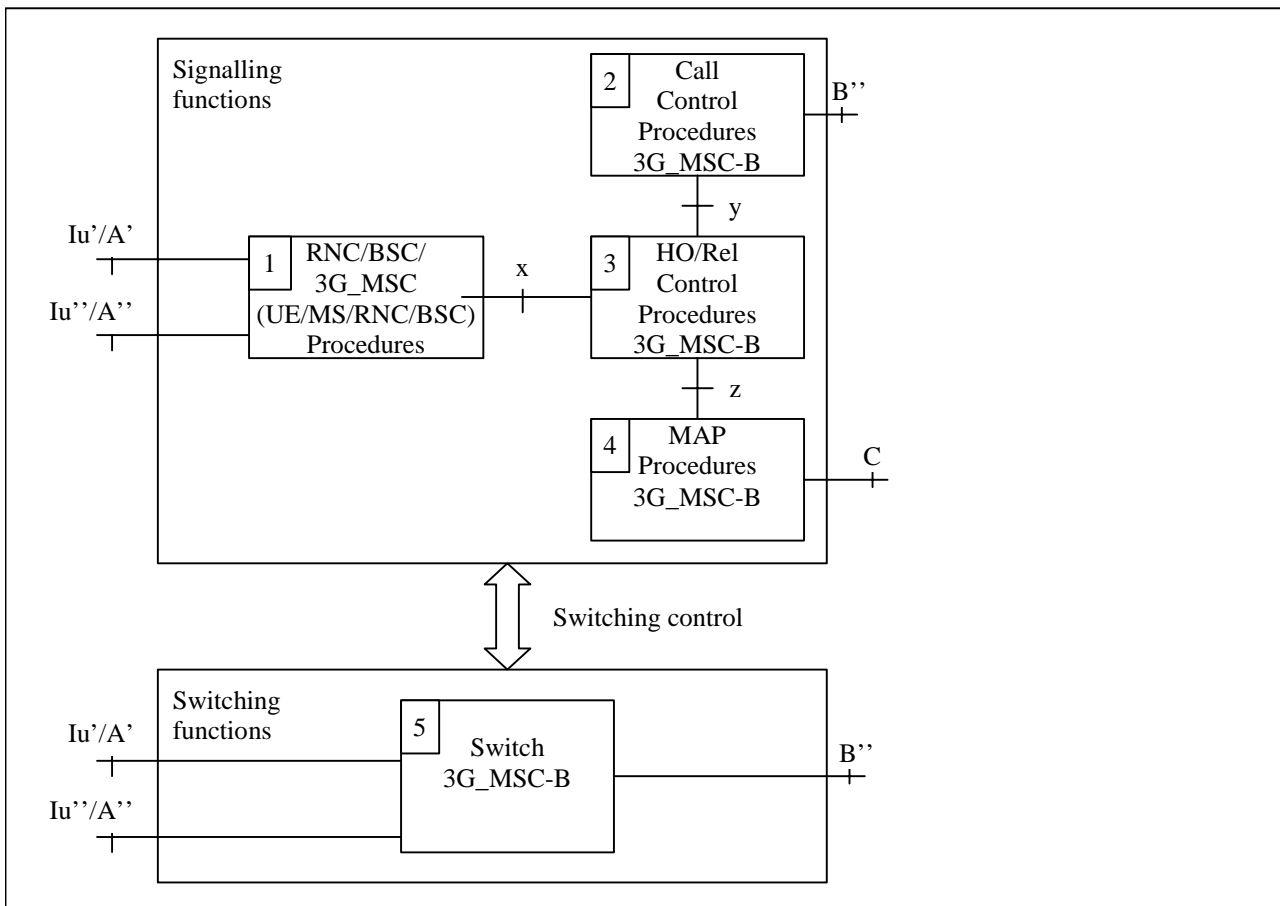 Signalling
functions
2
Call
Control
Procedures
3G_MSC-B
B’’
y
Iu’/A'
Iu’’/A’’
1
RNC/BSC/
3G_MSC
(UE/MS/RNC/BSC)
Procedures
x
3
HO/Rel
Control
Procedures
3G_MSC-B
z
4
MAP
Procedures
3G_MSC-B
C
Switching control
Switching
functions
Iu’/A'
Iu’’/A’’
5
Switch
3G_MSC-B
B’’